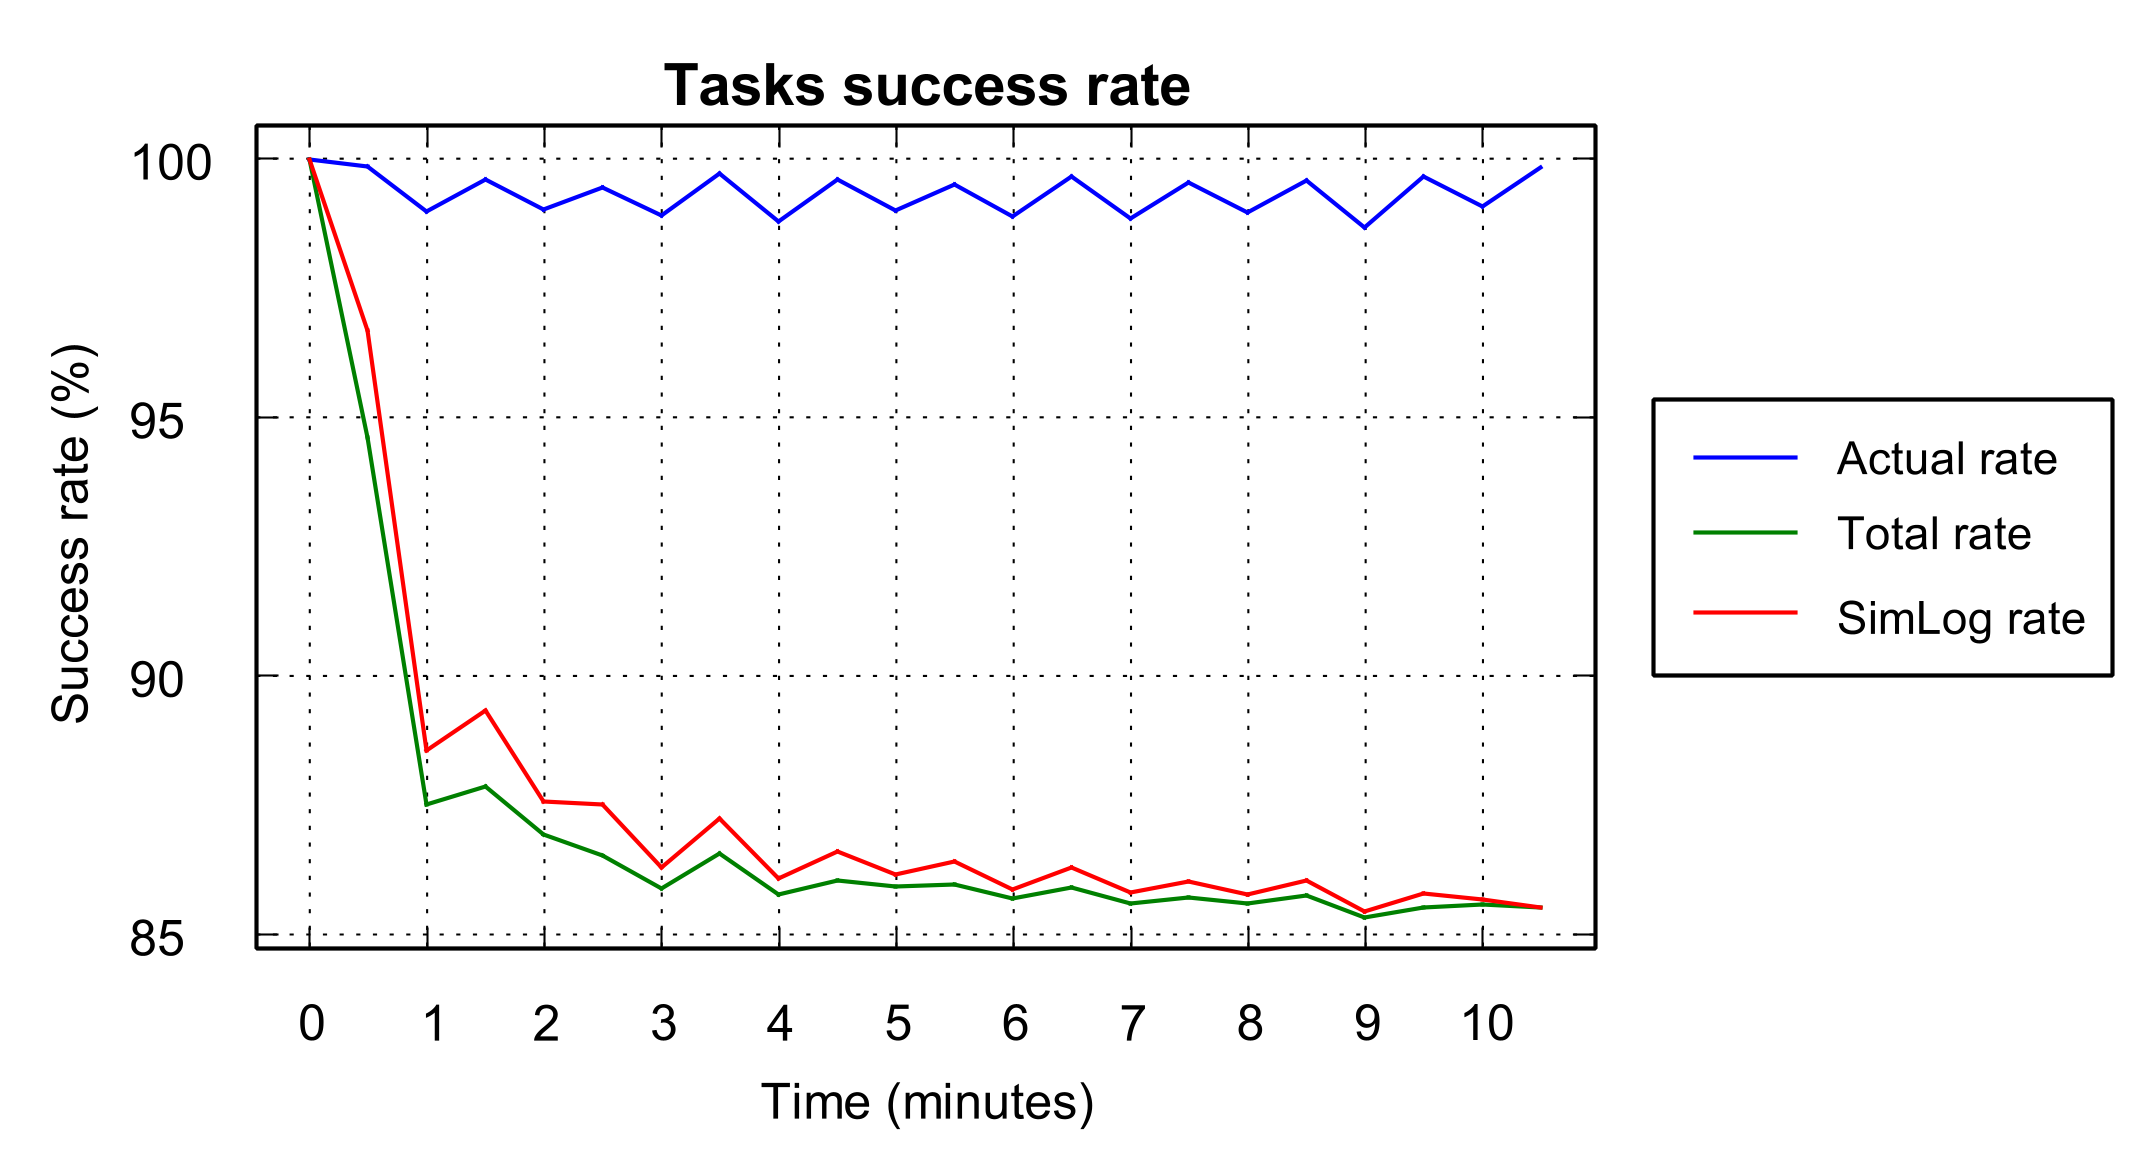 Tasks success rate
100
95
90
85
Success rate (%)
0 1 2 3 4 5 6 7 8 9 10
Time (minutes)
Actual rate
Total rate
SimLog rate